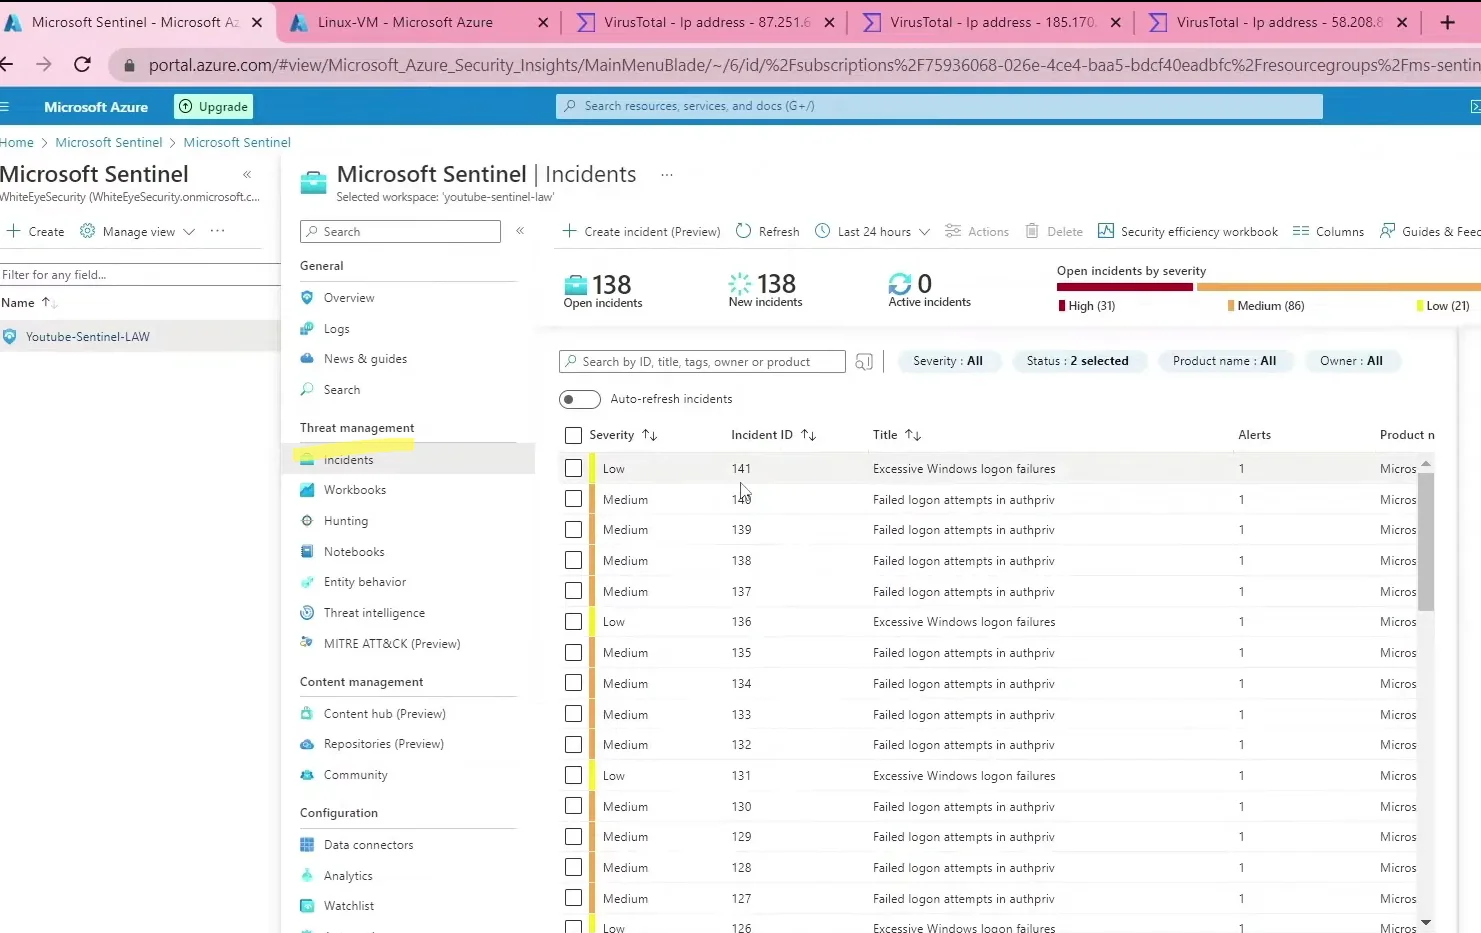 Microsoft Sentinel - Microsoft Az
Linux-VM - Microsoft Azure
VirusTotal - Ip address - 87.251.6
VirusTotal - Ip address - 185.170.
VirusTotal - Ip address - 58.208.8
portal.azure.com/#view/Microsoft_Azure_Security_Insights/MainMenuBlade/~/6/id/%2Fsubscriptions%2F75936068-026e-4ce4-baa5-bdcf40eadbfc%2Fresourcegroups%2Fms-sentin
Microsoft Azure
Upgrade
Search resources, services, and docs (G+/)
Home > Microsoft Sentinel > Microsoft Sentinel
Microsoft Sentinel
WhiteEyeSecurity (WhiteEyeSecurity.onmicrosoft.c...
Create
Manage view
Filter for any field...
Name
Youtube-Sentinel-LAW
Microsoft Sentinel | Incidents
Selected workspace: 'youtube-sentinel-law'
Search
General
Overview
Logs
News & guides
Search
Threat management
Incidents
Workbooks
Hunting
Notebooks
Entity behavior
Threat intelligence
MITRE ATT&CK (Preview)
Content management
Content hub (Preview)
Repositories (Preview)
Community
Configuration
Data connectors
Analytics
Watchlist
Create incident (Preview)
Refresh
Last 24 hours
Actions
Delete
Security efficiency workbook
Columns
Guides & Feed
138
Open incidents
138
New incidents
0
Active incidents
Open incidents by severity
High (31)
Medium (86)
Low (21)
Search by ID, title, tags, owner or product
Severity : All
Status : 2 selected
Product name : All
Owner : All
Auto-refresh incidents
Severity Incident ID Title Alerts Product n
Low 141 Excessive Windows logon failures 1 Micros
Medium 140 Failed logon attempts in authpriv 1 Micros
Medium 139 Failed logon attempts in authpriv 1 Micros
Medium 138 Failed logon attempts in authpriv 1 Micros
Medium 137 Failed logon attempts in authpriv 1 Micros
Low 136 Excessive Windows logon failures 1 Micros
Medium 135 Failed logon attempts in authpriv 1 Micros
Medium 134 Failed logon attempts in authpriv 1 Micros
Medium 133 Failed logon attempts in authpriv 1 Micros
Medium 132 Failed logon attempts in authpriv 1 Micros
Low 131 Excessive Windows logon failures 1 Micros
Medium 130 Failed logon attempts in authpriv 1 Micros
Medium 129 Failed logon attempts in authpriv 1 Micros
Medium 128 Failed logon attempts in authpriv 1 Micros
Medium 127 Failed logon attempts in authpriv 1 Micros
Low 126 Excessive Windows logon failures 1 Micros